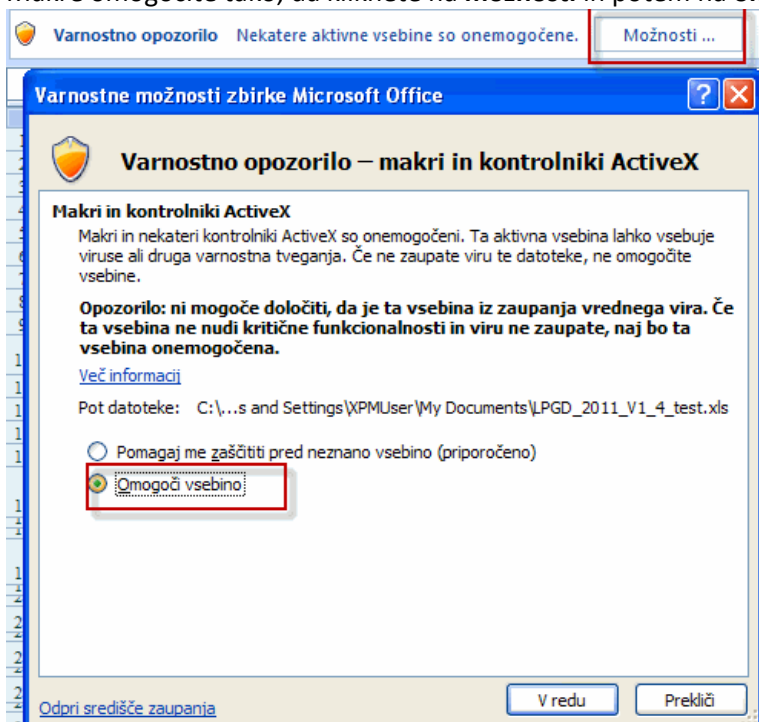 Varnostno opozorilo Nekatere aktivne vsebine so onemogočene. Možnosti ...
Varnostne možnosti zbirke Microsoft Office
Varnostno opozorilo – makri in kontrolniki ActiveX
Makri in kontrolniki ActiveX
Makri in nekateri kontrolniki ActiveX so onemogočeni. Ta aktivna vsebina lahko vsebuje
viruse ali druga varnostna tveganja. Če ne zaupate viru te datoteke, ne omogočite
vsebine.
Opozorilo: ni mogoče določiti, da je ta vsebina iz zaupanja vrednega vira. Če
ta vsebina ne nudi kritične funkcionalnosti in viru ne zaupate, naj bo ta
vsebina onemogočena.
Več informacij
Pot datoteke: C:\...s and Settings\XPMUser\My Documents\LPGD_2011_V1_4_test.xls
Pomagaj me zaščititi pred neznano vsebino (priporočeno)
Omogoči vsebino
Odpri središče zaupanja
V redu Prekliči